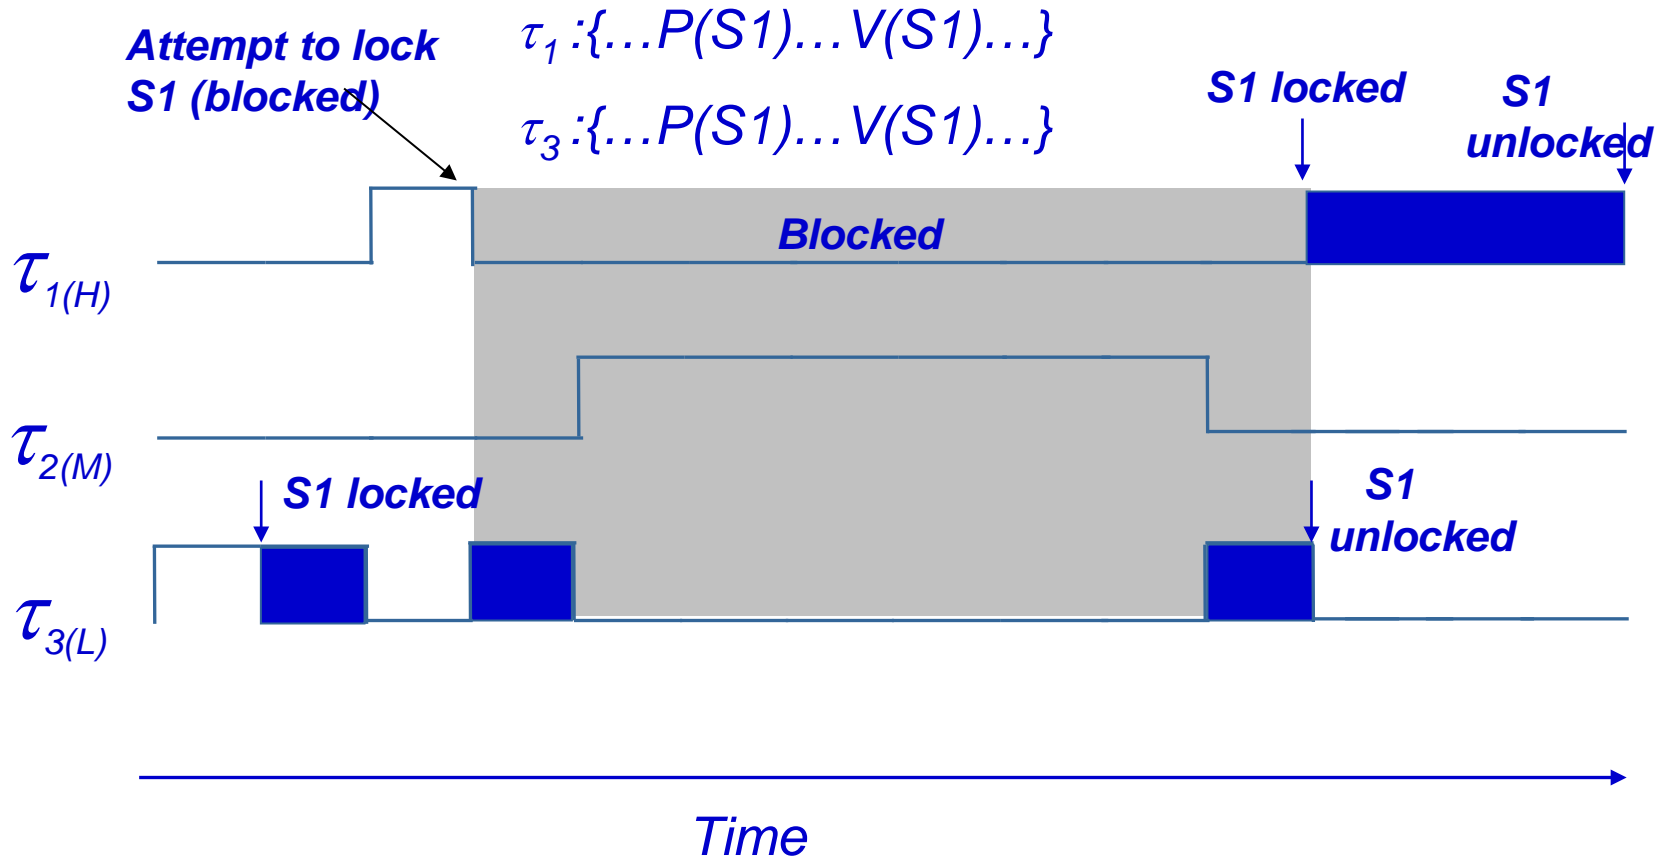 Attempt to lock
S1 (blocked)
τ1 :{...P(S1)...V(S1)...}
τ3 :{...P(S1)...V(S1)...}
S1 locked
S1
unlocked
Blocked
τ1(H)
τ2(M)
S1 locked
S1
unlocked
τ3(L)
Time